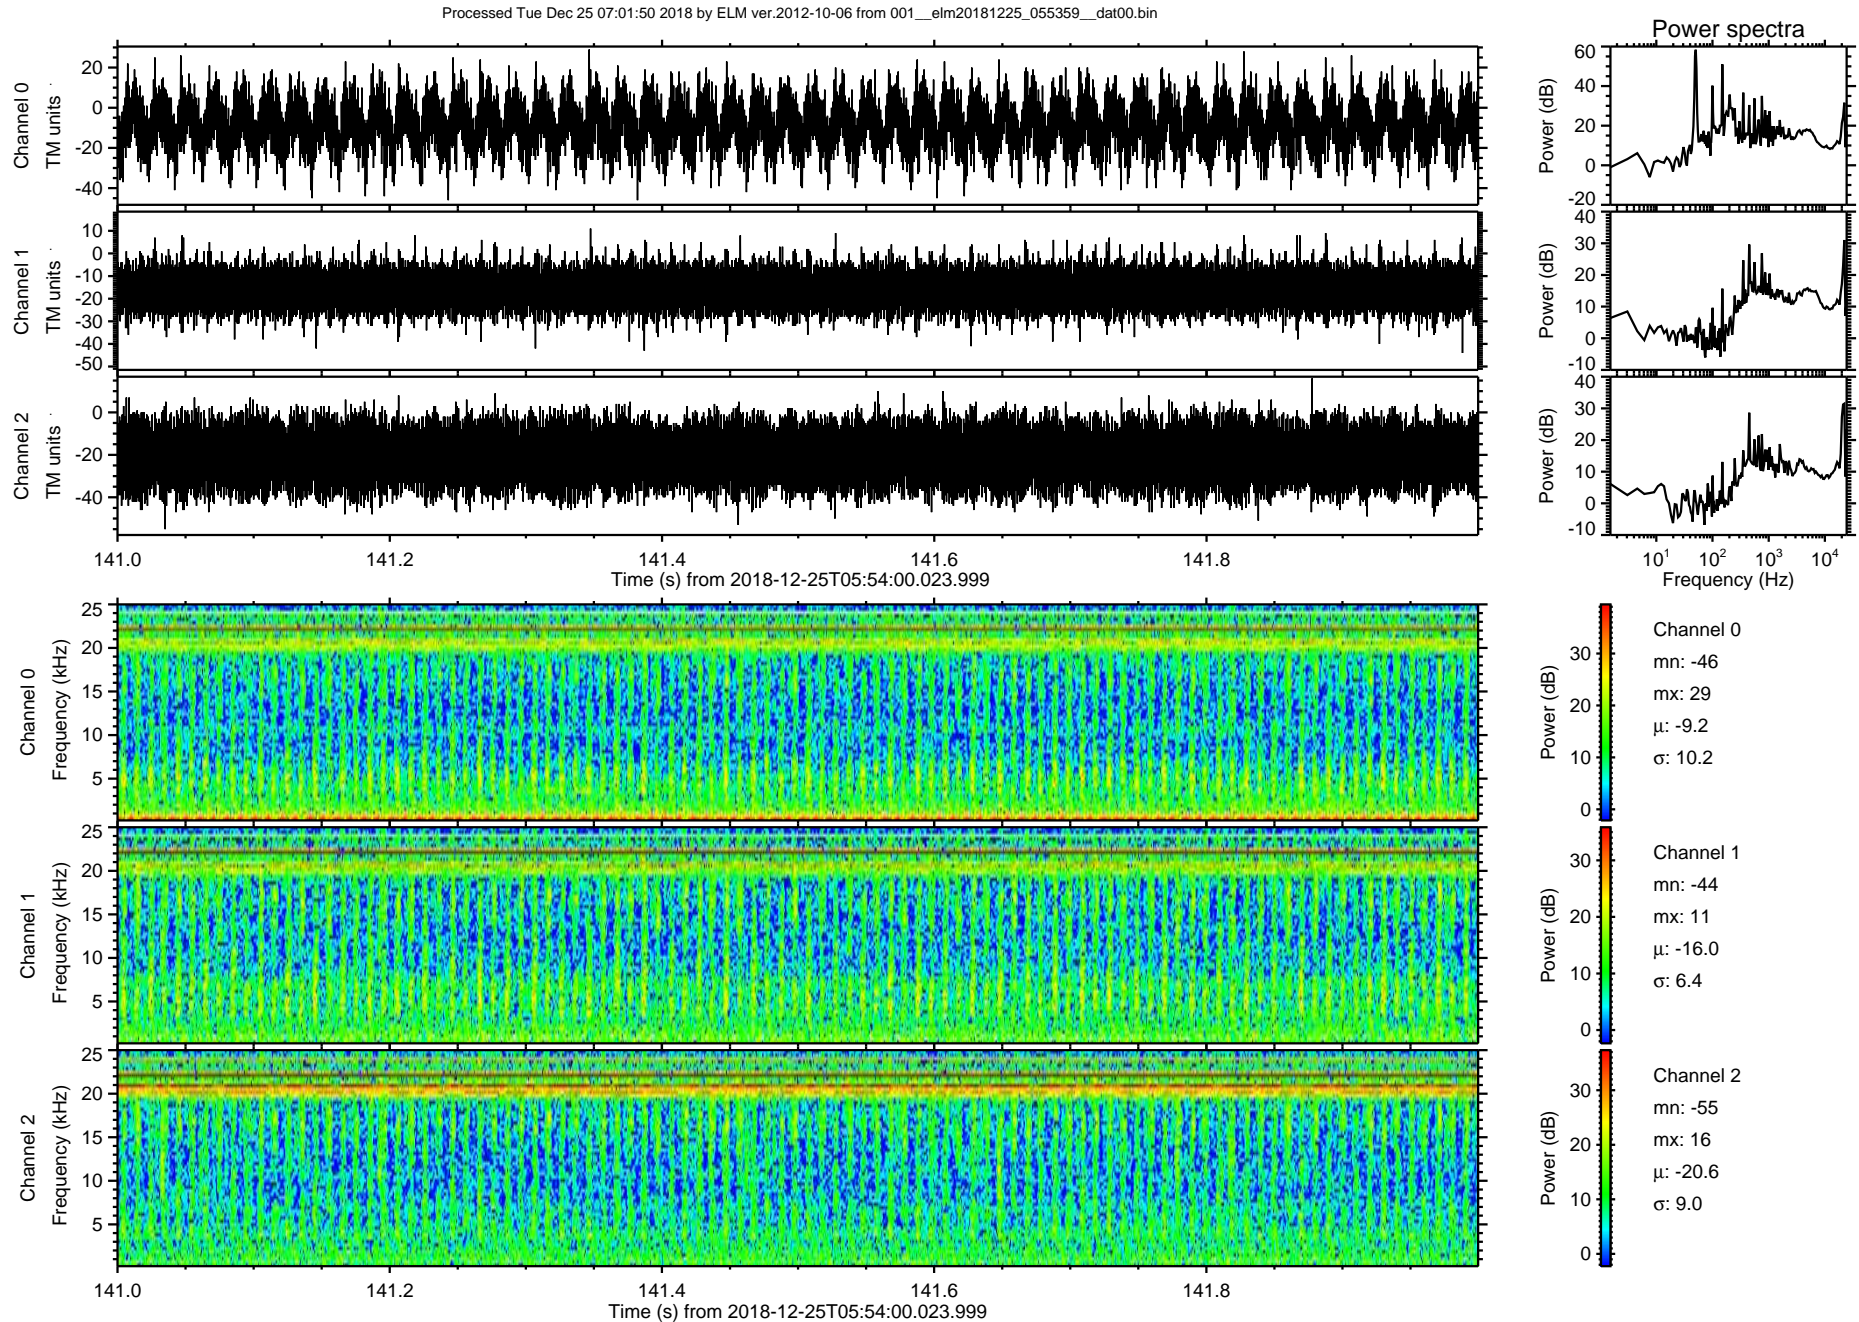 Processed Tue Dec 25 07:01:50 2018 by ELM ver.2012-10-06 from 001__elm20181225_055359__dat00.bin
Power spectra
Channel 0
TM units
20
0
-20
-40
Power (dB)
60
40
20
0
-20
Channel 1
TM units
10
0
-10
-20
-30
-40
-50
Power (dB)
40
30
20
10
0
-10
Channel 2
TM units
0
-20
-40
Power (dB)
40
30
20
10
0
-10
141.0 141.2 141.4 141.6 141.8
Time (s) from 2018-12-25T05:54:00.023.999
10¹ 10² 10³ 10⁴
Frequency (Hz)
Channel 0
Frequency (kHz)
25
20
15
10
5
Power (dB)
30
20
10
0
Channel 0
mn: -46
mx: 29
μ: -9.2
σ: 10.2
Channel 1
Frequency (kHz)
25
20
15
10
5
Power (dB)
30
20
10
0
Channel 1
mn: -44
mx: 11
μ: -16.0
σ: 6.4
Channel 2
Frequency (kHz)
25
20
15
10
5
Power (dB)
30
20
10
0
Channel 2
mn: -55
mx: 16
μ: -20.6
σ: 9.0
141.0 141.2 141.4 141.6 141.8
Time (s) from 2018-12-25T05:54:00.023.999